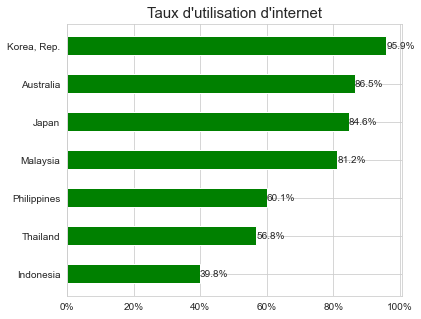 Taux d'utilisation d'internet
Korea, Rep. 95.9%
Australia 86.5%
Japan 84.6%
Malaysia 81.2%
Philippines 60.1%
Thailand 56.8%
Indonesia 39.8%
0% 20% 40% 60% 80% 100%